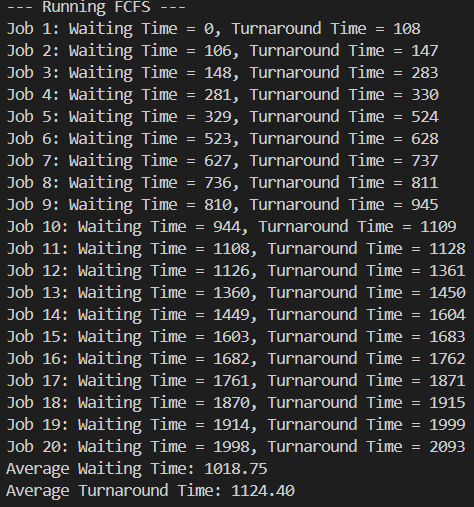 --- Running FCFS ---
Job 1: Waiting Time = 0, Turnaround Time = 108
Job 2: Waiting Time = 106, Turnaround Time = 147
Job 3: Waiting Time = 148, Turnaround Time = 283
Job 4: Waiting Time = 281, Turnaround Time = 330
Job 5: Waiting Time = 329, Turnaround Time = 524
Job 6: Waiting Time = 523, Turnaround Time = 628
Job 7: Waiting Time = 627, Turnaround Time = 737
Job 8: Waiting Time = 736, Turnaround Time = 811
Job 9: Waiting Time = 810, Turnaround Time = 945
Job 10: Waiting Time = 944, Turnaround Time = 1109
Job 11: Waiting Time = 1108, Turnaround Time = 1128
Job 12: Waiting Time = 1126, Turnaround Time = 1361
Job 13: Waiting Time = 1360, Turnaround Time = 1450
Job 14: Waiting Time = 1449, Turnaround Time = 1604
Job 15: Waiting Time = 1603, Turnaround Time = 1683
Job 16: Waiting Time = 1682, Turnaround Time = 1762
Job 17: Waiting Time = 1761, Turnaround Time = 1871
Job 18: Waiting Time = 1870, Turnaround Time = 1915
Job 19: Waiting Time = 1914, Turnaround Time = 1999
Job 20: Waiting Time = 1998, Turnaround Time = 2093
Average Waiting Time: 1018.75
Average Turnaround Time: 1124.40